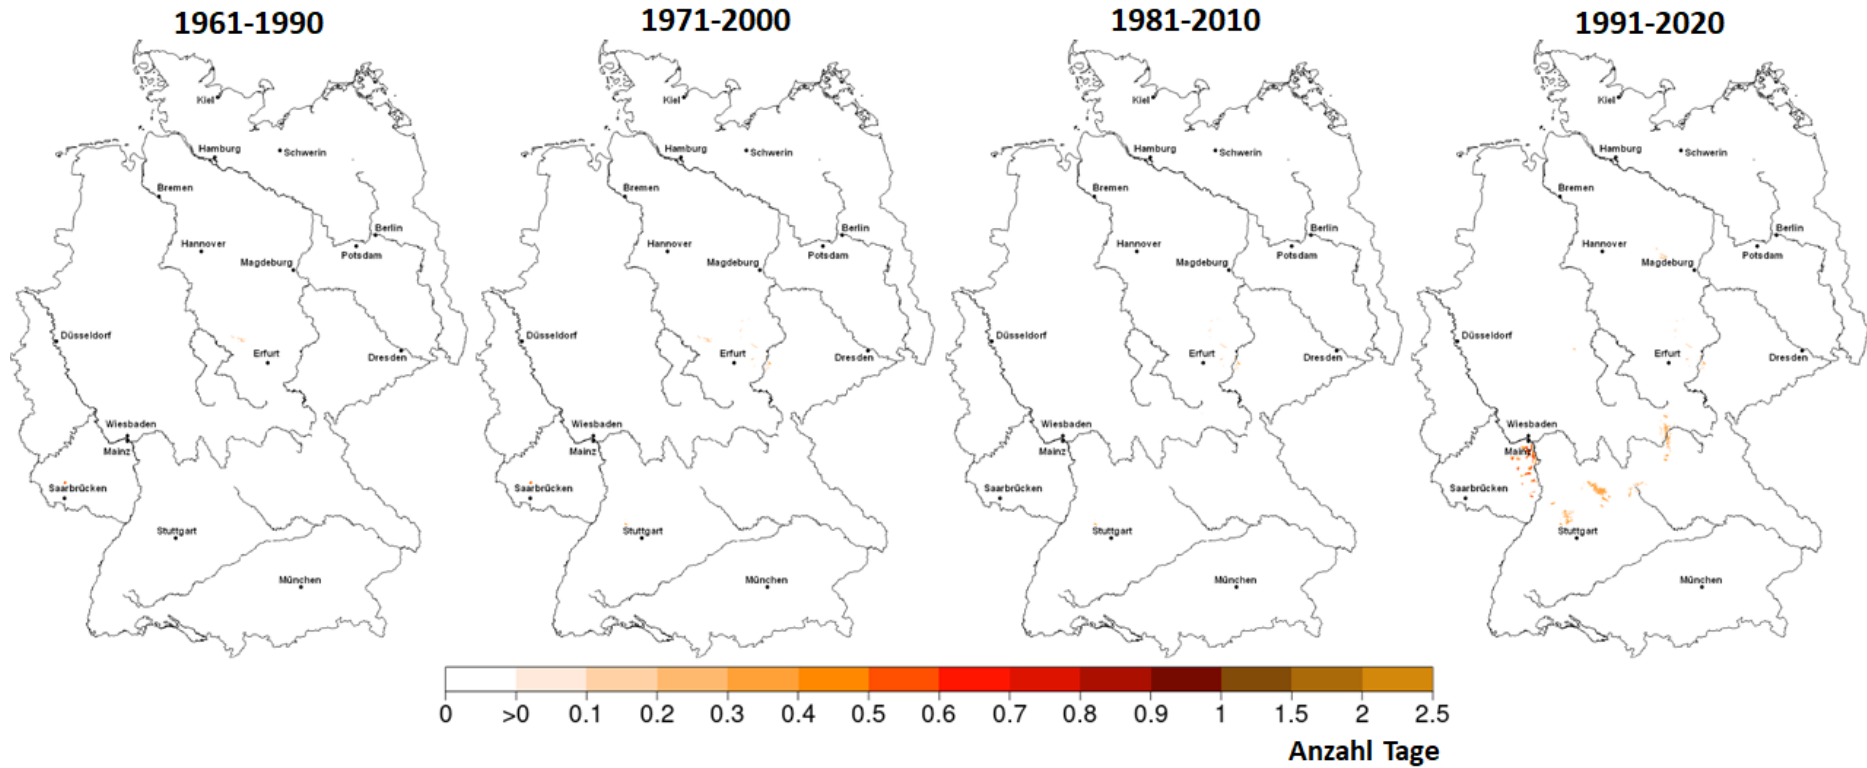 1961-1990 1971-2000 1981-2010 1991-2020
Kiel Kiel Kiel Kiel
Hamburg Schwerin Hamburg Schwerin Hamburg Schwerin Hamburg Schwerin
Bremen Bremen Bremen Bremen
Berlin Berlin Berlin Berlin
Hannover Hannover Hannover Hannover
Potsdam Potsdam Potsdam Potsdam
Magdeburg Magdeburg Magdeburg Magdeburg
Düsseldorf Düsseldorf Düsseldorf Düsseldorf
Erfurt Dresden Erfurt Dresden Erfurt Dresden Erfurt Dresden
Wiesbaden Wiesbaden Wiesbaden Wiesbaden
Mainz Mainz Mainz Mainz
Saarbrücken Saarbrücken Saarbrücken Saarbrücken
Stuttgart Stuttgart Stuttgart Stuttgart
München München München München
0 >0 0.1 0.2 0.3 0.4 0.5 0.6 0.7 0.8 0.9 1 1.5 2 2.5
Anzahl Tage